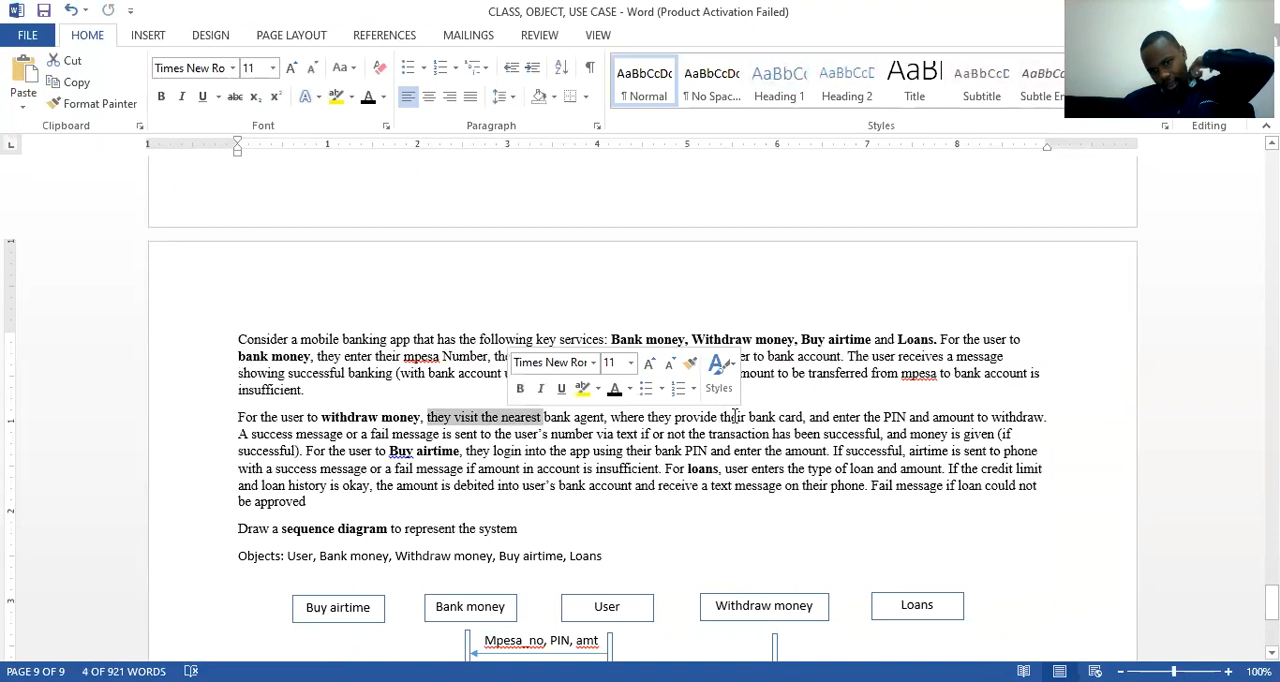 CLASS, OBJECT, USE CASE - Word (Product Activation Failed)
FILE HOME INSERT DESIGN PAGE LAYOUT REFERENCES MAILINGS REVIEW VIEW
Cut
Copy
Format Painter
Paste
Times New Ro 11
AaBbCcDc AaBbCcDc AaBbCc AaBbCcC AaBl AaBbCcD
¶ Normal ¶ No Spac... Heading 1 Heading 2 Title Subtitle Subtle En
Clipboard Font Paragraph Styles Editing
1 1 2 3 4 5 6 7 8
Consider a mobile banking app that has the following key services: Bank money, Withdraw money, Buy airtime and Loans. For the user to
bank money, they enter their mpesa Number, the er to bank account. The user receives a message
showing successful banking (with bank account mount to be transferred from mpesa to bank account is
insufficient.
Times New Ror 11
Styles
For the user to withdraw money, they visit the nearest bank agent, where they provide their bank card, and enter the PIN and amount to withdraw.
A success message or a fail message is sent to the user's number via text if or not the transaction has been successful, and money is given (if
successful). For the user to Buy airtime, they login into the app using their bank PIN and enter the amount. If successful, airtime is sent to phone
with a success message or a fail message if amount in account is insufficient. For loans, user enters the type of loan and amount. If the credit limit
and loan history is okay, the amount is debited into user's bank account and receive a text message on their phone. Fail message if loan could not
be approved
Draw a sequence diagram to represent the system
Objects: User, Bank money, Withdraw money, Buy airtime, Loans
Buy airtime Bank money User Withdraw money Loans
Mpesa_no, PIN, amt
PAGE 9 OF 9 4 OF 921 WORDS 100%